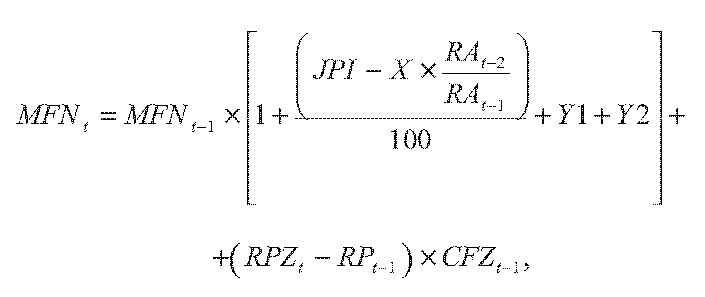 MFN_t = MFN_{t-1} × [1 + (JPI − X × RA_{t-2} / RA_{t-1}) / 100 + Y1 + Y2] +
+(RPZ_t − RP_{t-1}) × CFZ_{t-1},